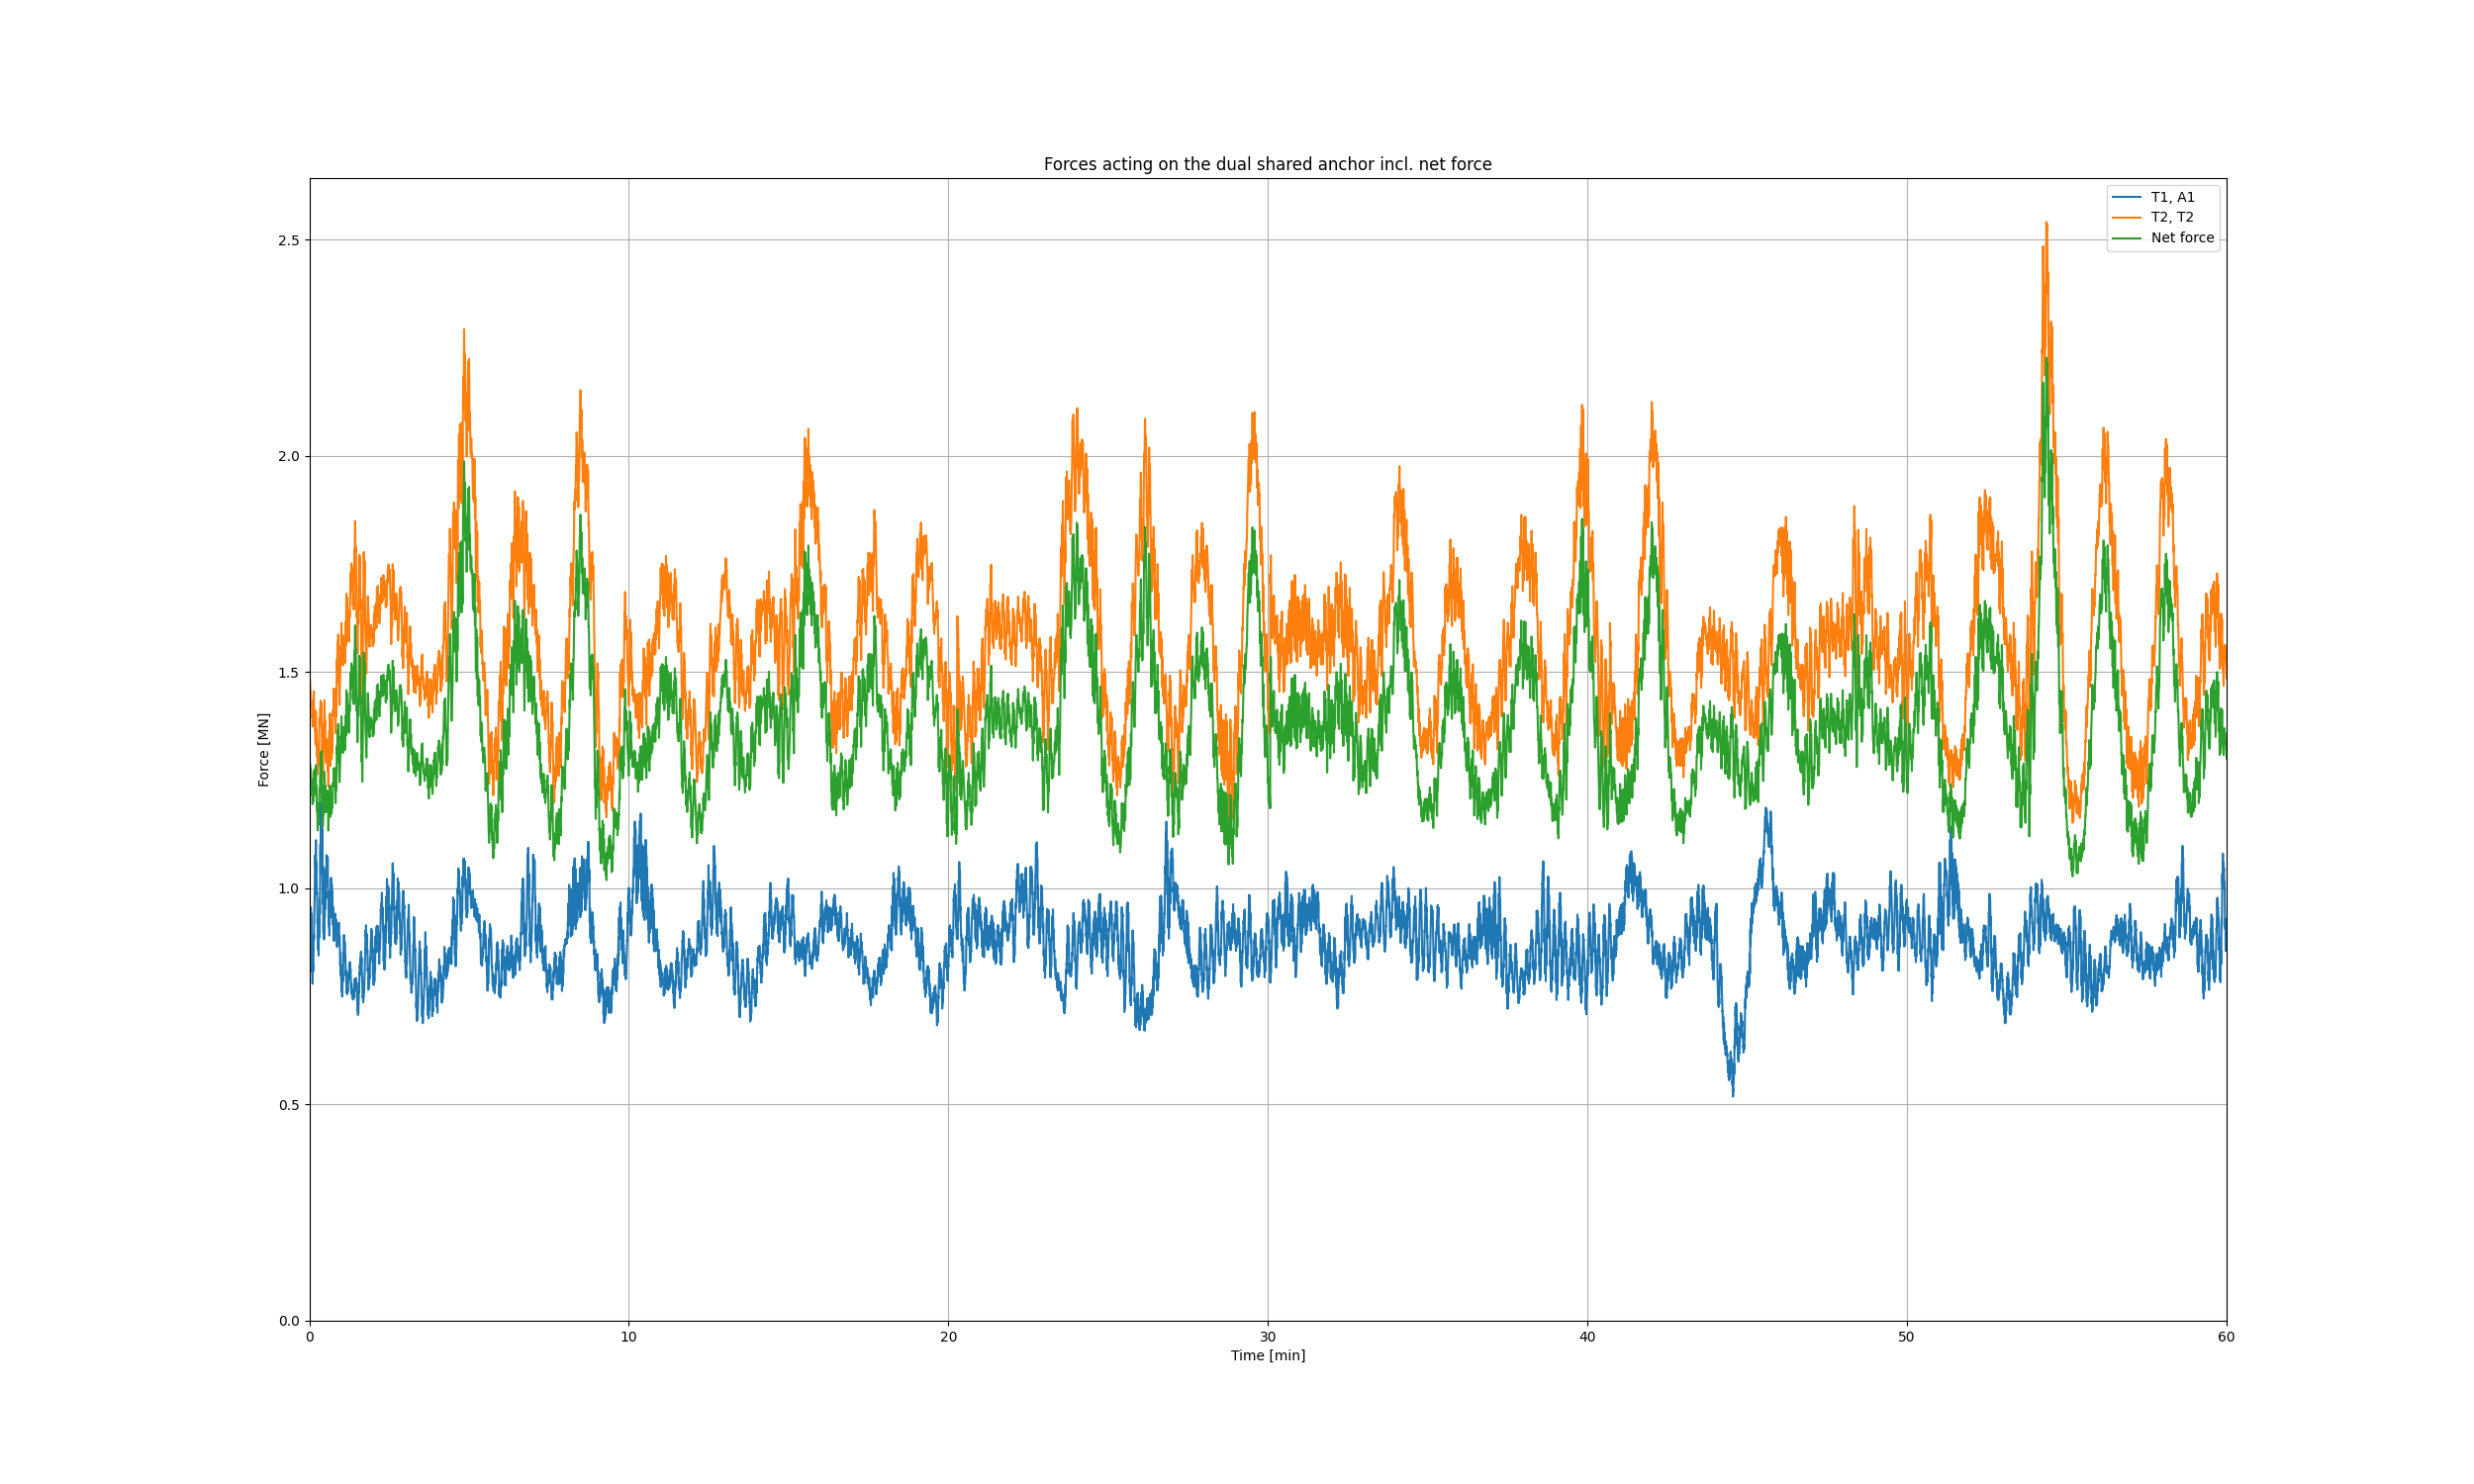 Forces acting on the dual shared anchor incl. net force
T1, A1
T2, T2
Net force
2.5
2.0
1.5
1.0
0.5
0.0
Force [MN]
0 10 20 30 40 50 60
Time [min]